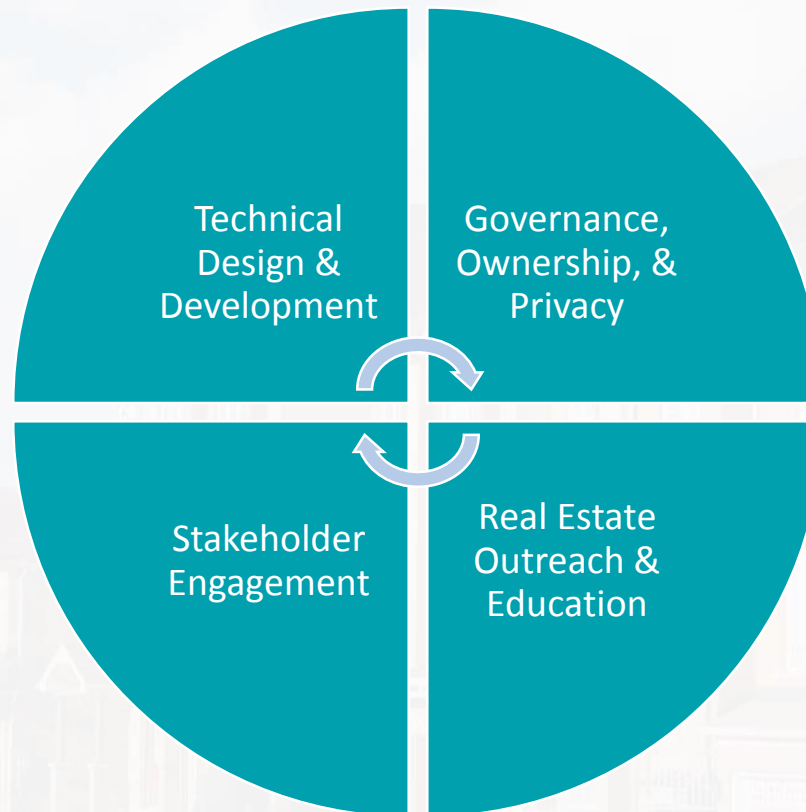 Technical
Design &
Development
Governance,
Ownership, &
Privacy
Stakeholder
Engagement
Real Estate
Outreach &
Education